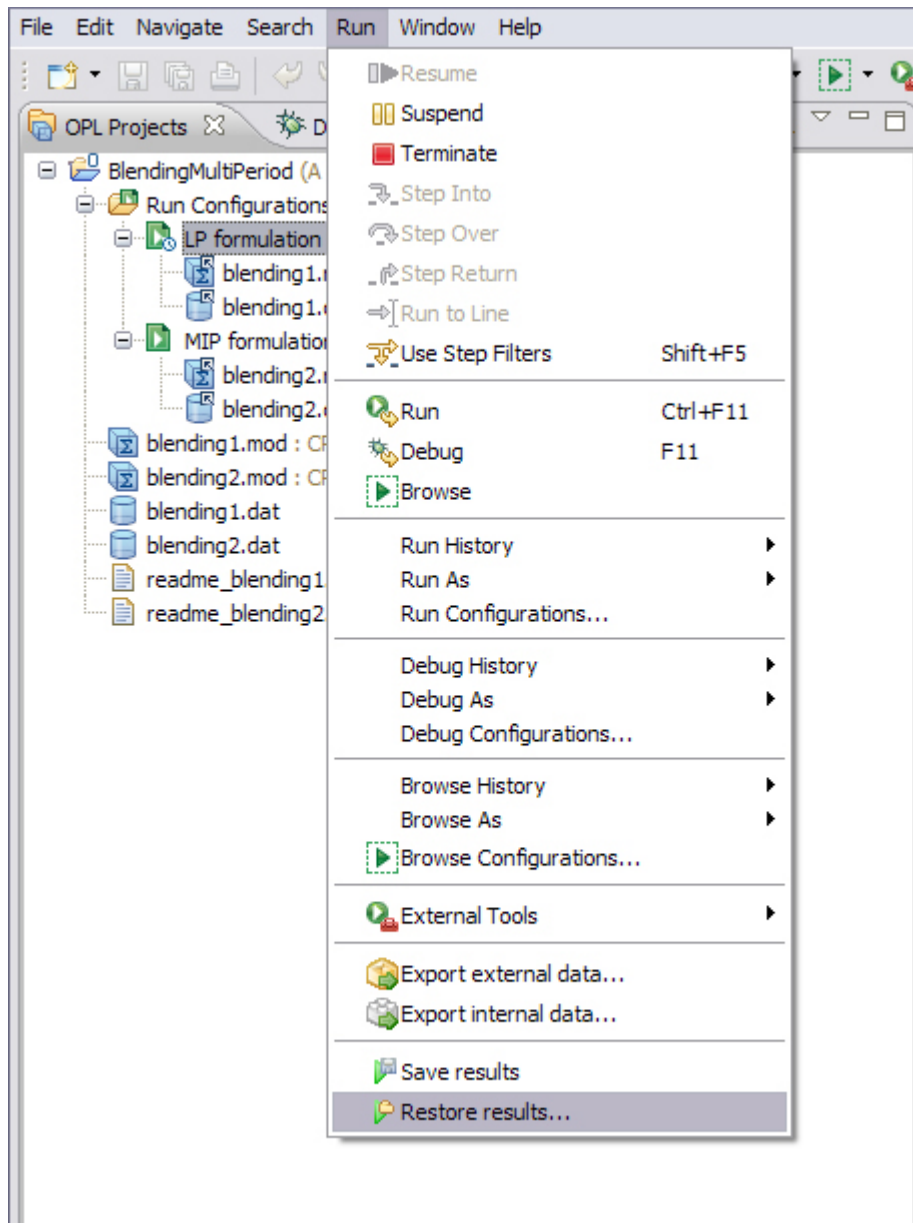 File Edit Navigate Search Run Window Help
OPL Projects
BlendingMultiPeriod (A
Run Configurations
LP formulation
blending1.
blending1.
MIP formulation
blending2.
blending2.
blending1.mod :
blending2.mod :
blending1.dat
blending2.dat
readme_blending1
readme_blending2
Resume
Suspend
Terminate
Step Into
Step Over
Step Return
Run to Line
Use Step Filters Shift+F5
Run Ctrl+F11
Debug F11
Browse
Run History
Run As
Run Configurations...
Debug History
Debug As
Debug Configurations...
Browse History
Browse As
Browse Configurations...
External Tools
Export external data...
Export internal data...
Save results
Restore results...